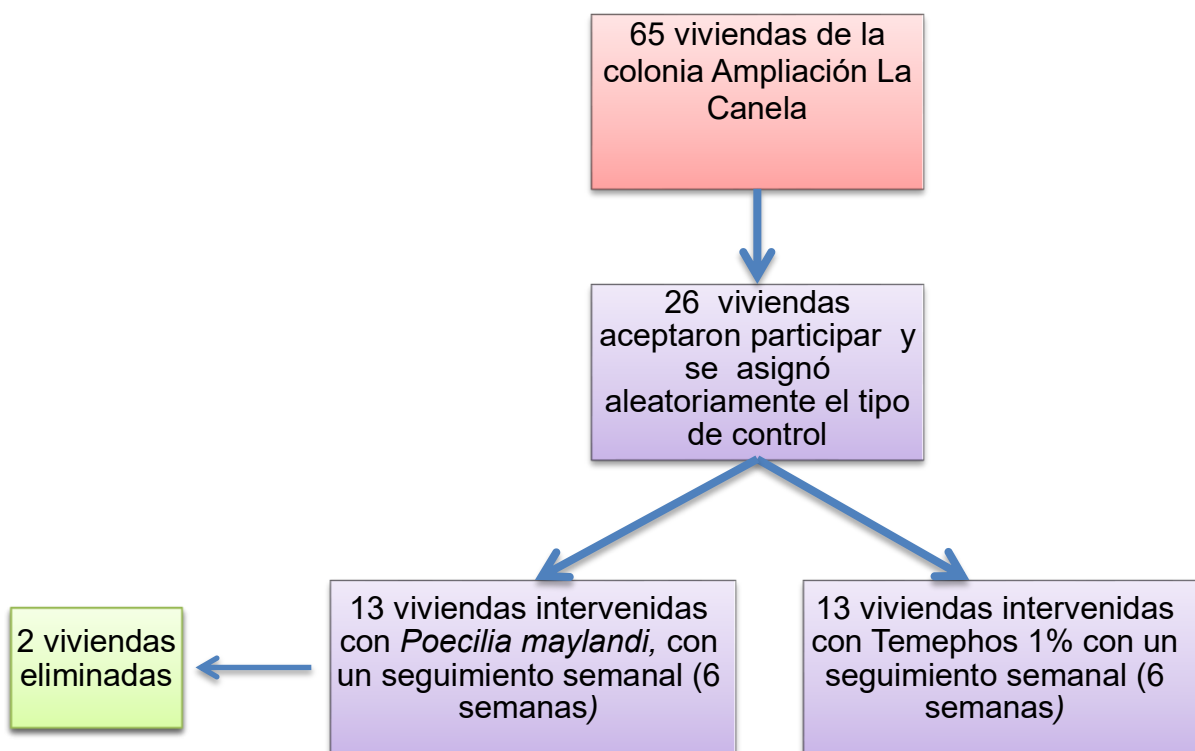 65 viviendas de la
colonia Ampliación La
Canela
26 viviendas
aceptaron participar y
se asignó
aleatoriamente el tipo
de control
2 viviendas
eliminadas
13 viviendas intervenidas
con Poecilia maylandi, con
un seguimiento semanal (6
semanas)
13 viviendas intervenidas
con Temephos 1% con un
seguimiento semanal (6
semanas)